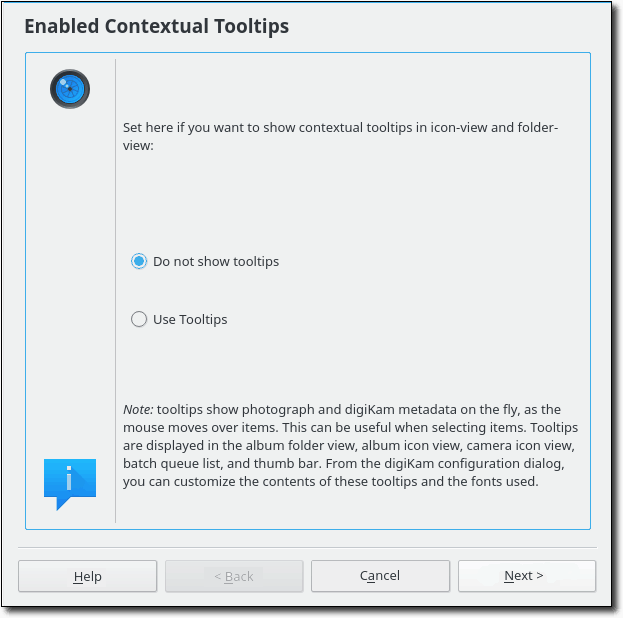 Enabled Contextual Tooltips
Set here if you want to show contextual tooltips in icon-view and folder-
view:
Do not show tooltips
Use Tooltips
Note: tooltips show photograph and digiKam metadata on the fly, as the
mouse moves over items. This can be useful when selecting items. Tooltips
are displayed in the album folder view, album icon view, camera icon view,
batch queue list, and thumb bar. From the digiKam configuration dialog,
you can customize the contents of these tooltips and the fonts used.
Help
< Back
Cancel
Next >